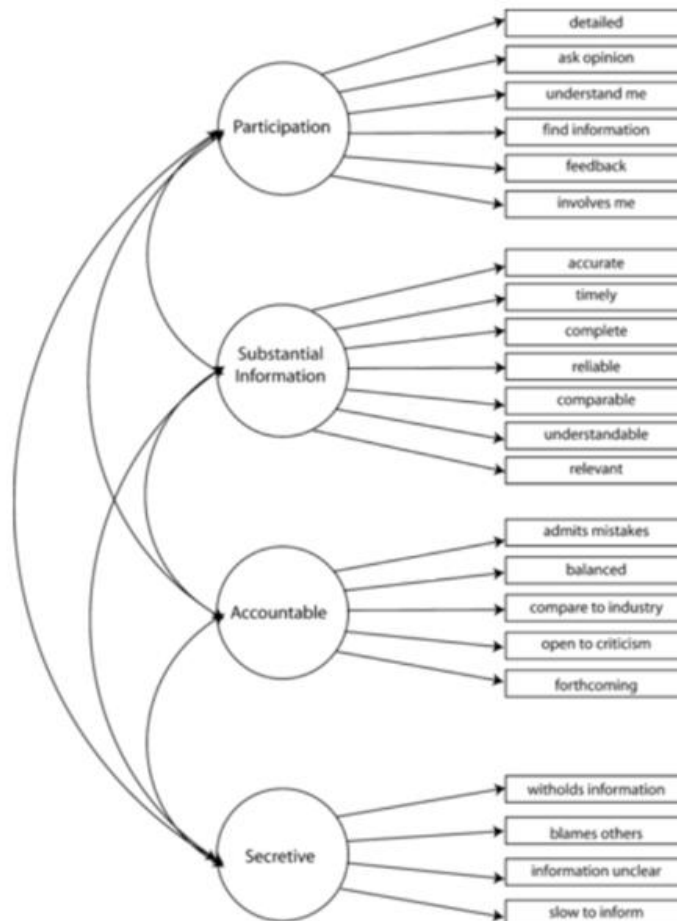 detailed
ask opinion
understand me
find information
feedback
involves me
Participation
accurate
timely
complete
reliable
comparable
understandable
relevant
Substantial
Information
admits mistakes
balanced
compare to industry
open to criticism
forthcoming
Accountable
witholds information
blames others
information unclear
slow to inform
Secretive